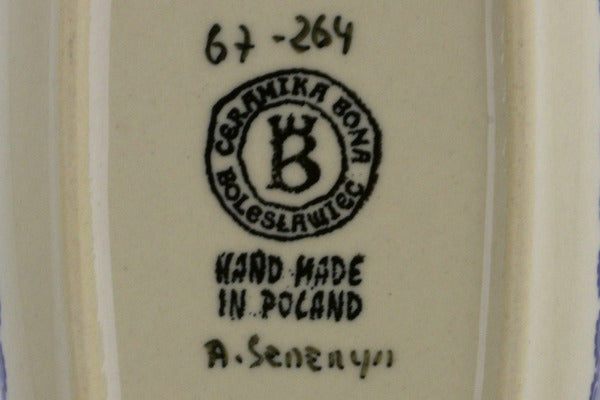 67-264
CERAMIKA BONA
B
BOLESŁAWIEC
HAND MADE
IN POLAND
A.